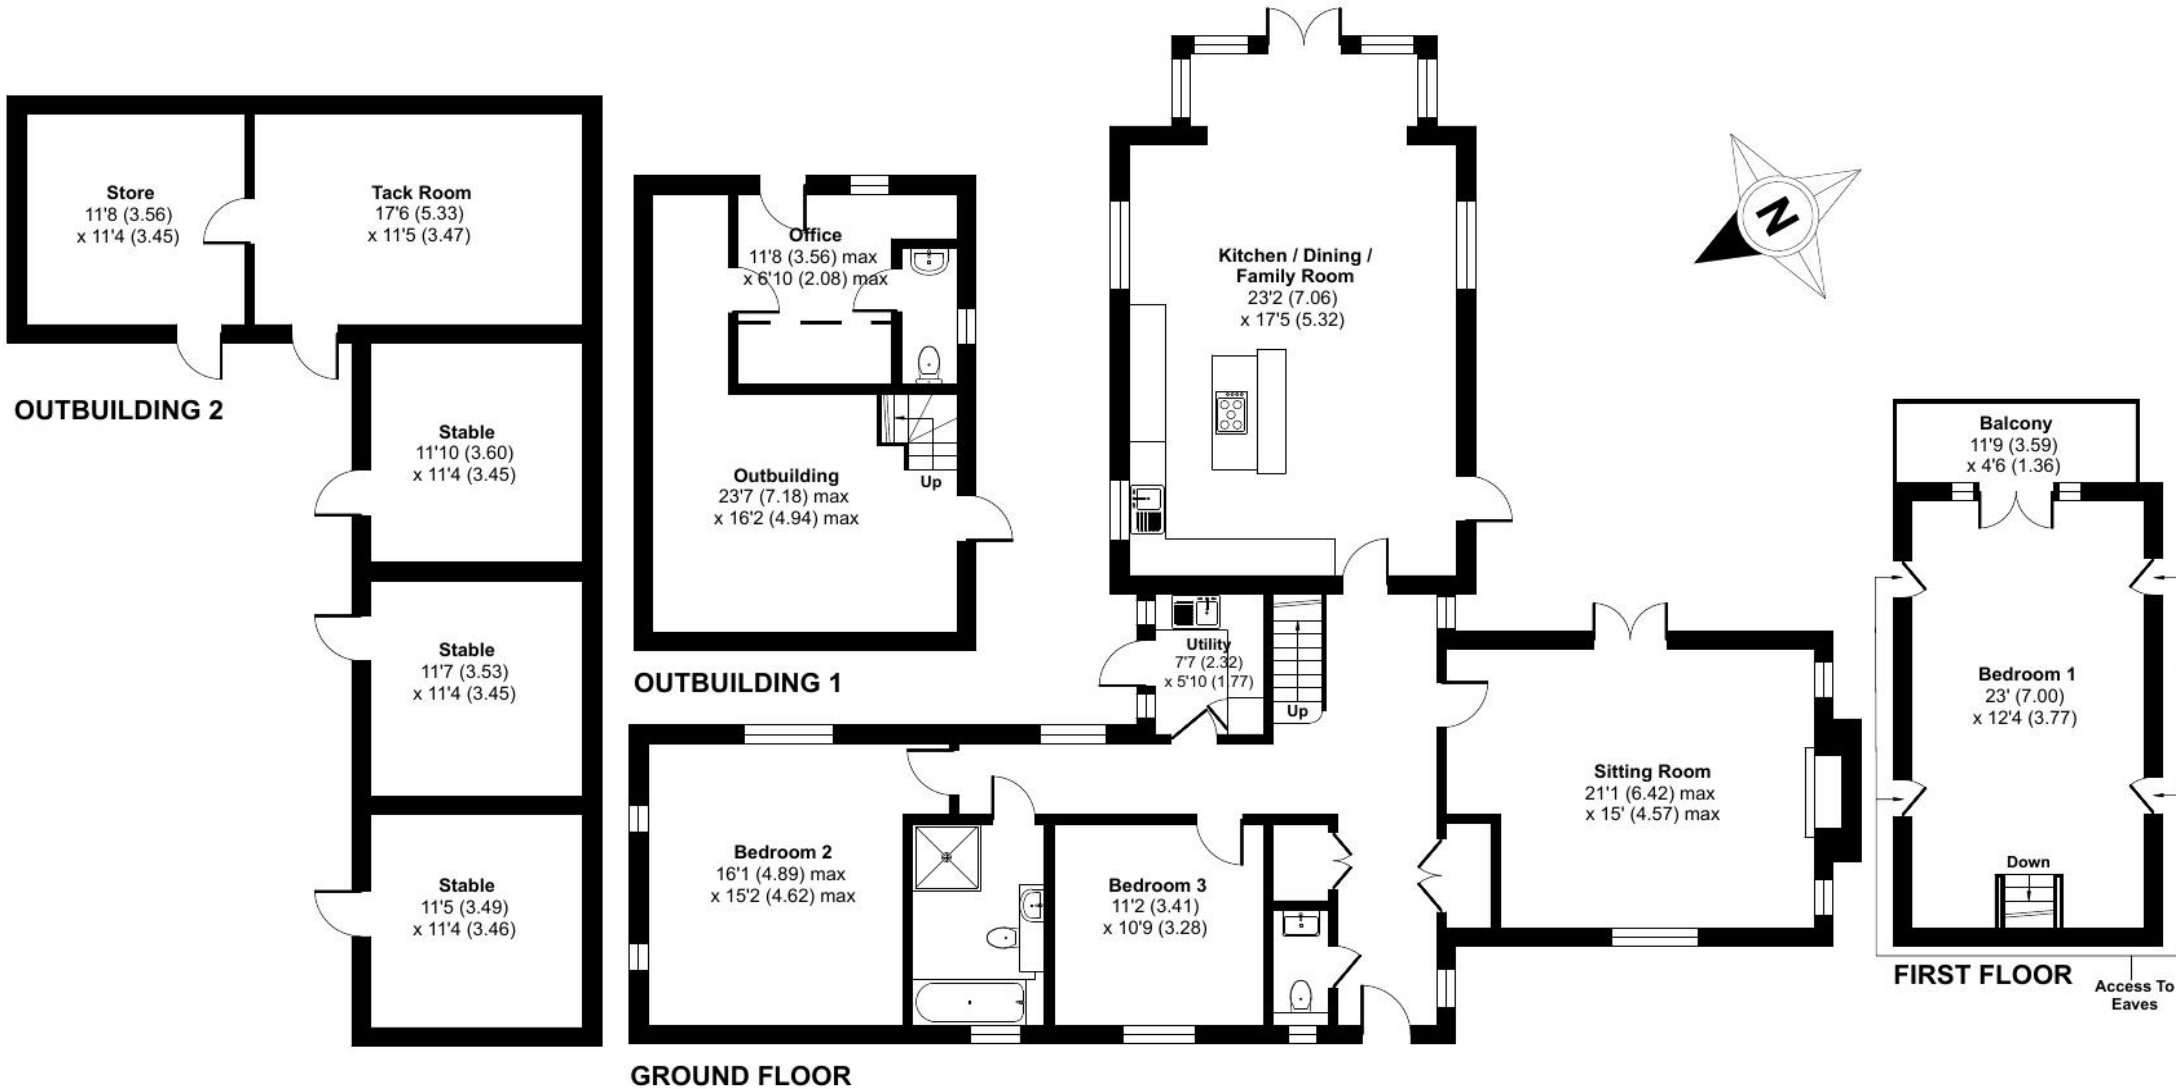 Store
11'8 (3.56)
x 11'4 (3.45)
Tack Room
17'6 (5.33)
x 11'5 (3.47)
OUTBUILDING 2
Stable
11'10 (3.60)
x 11'4 (3.45)
Stable
11'7 (3.53)
x 11'4 (3.45)
Stable
11'5 (3.49)
x 11'4 (3.46)
Office
11'8 (3.56) max
x 6'10 (2.08) max
Outbuilding
23'7 (7.18) max
x 16'2 (4.94) max
Up
OUTBUILDING 1
Kitchen / Dining /
Family Room
23'2 (7.06)
x 17'5 (5.32)
N
Utility
7'7 (2.32)
x 5'10 (1.77)
Up
Sitting Room
21'1 (6.42) max
x 15' (4.57) max
Bedroom 2
16'1 (4.89) max
x 15'2 (4.62) max
Bedroom 3
11'2 (3.41)
x 10'9 (3.28)
GROUND FLOOR
Balcony
11'9 (3.59)
x 4'6 (1.36)
Bedroom 1
23' (7.00)
x 12'4 (3.77)
Down
FIRST FLOOR
Access To
Eaves